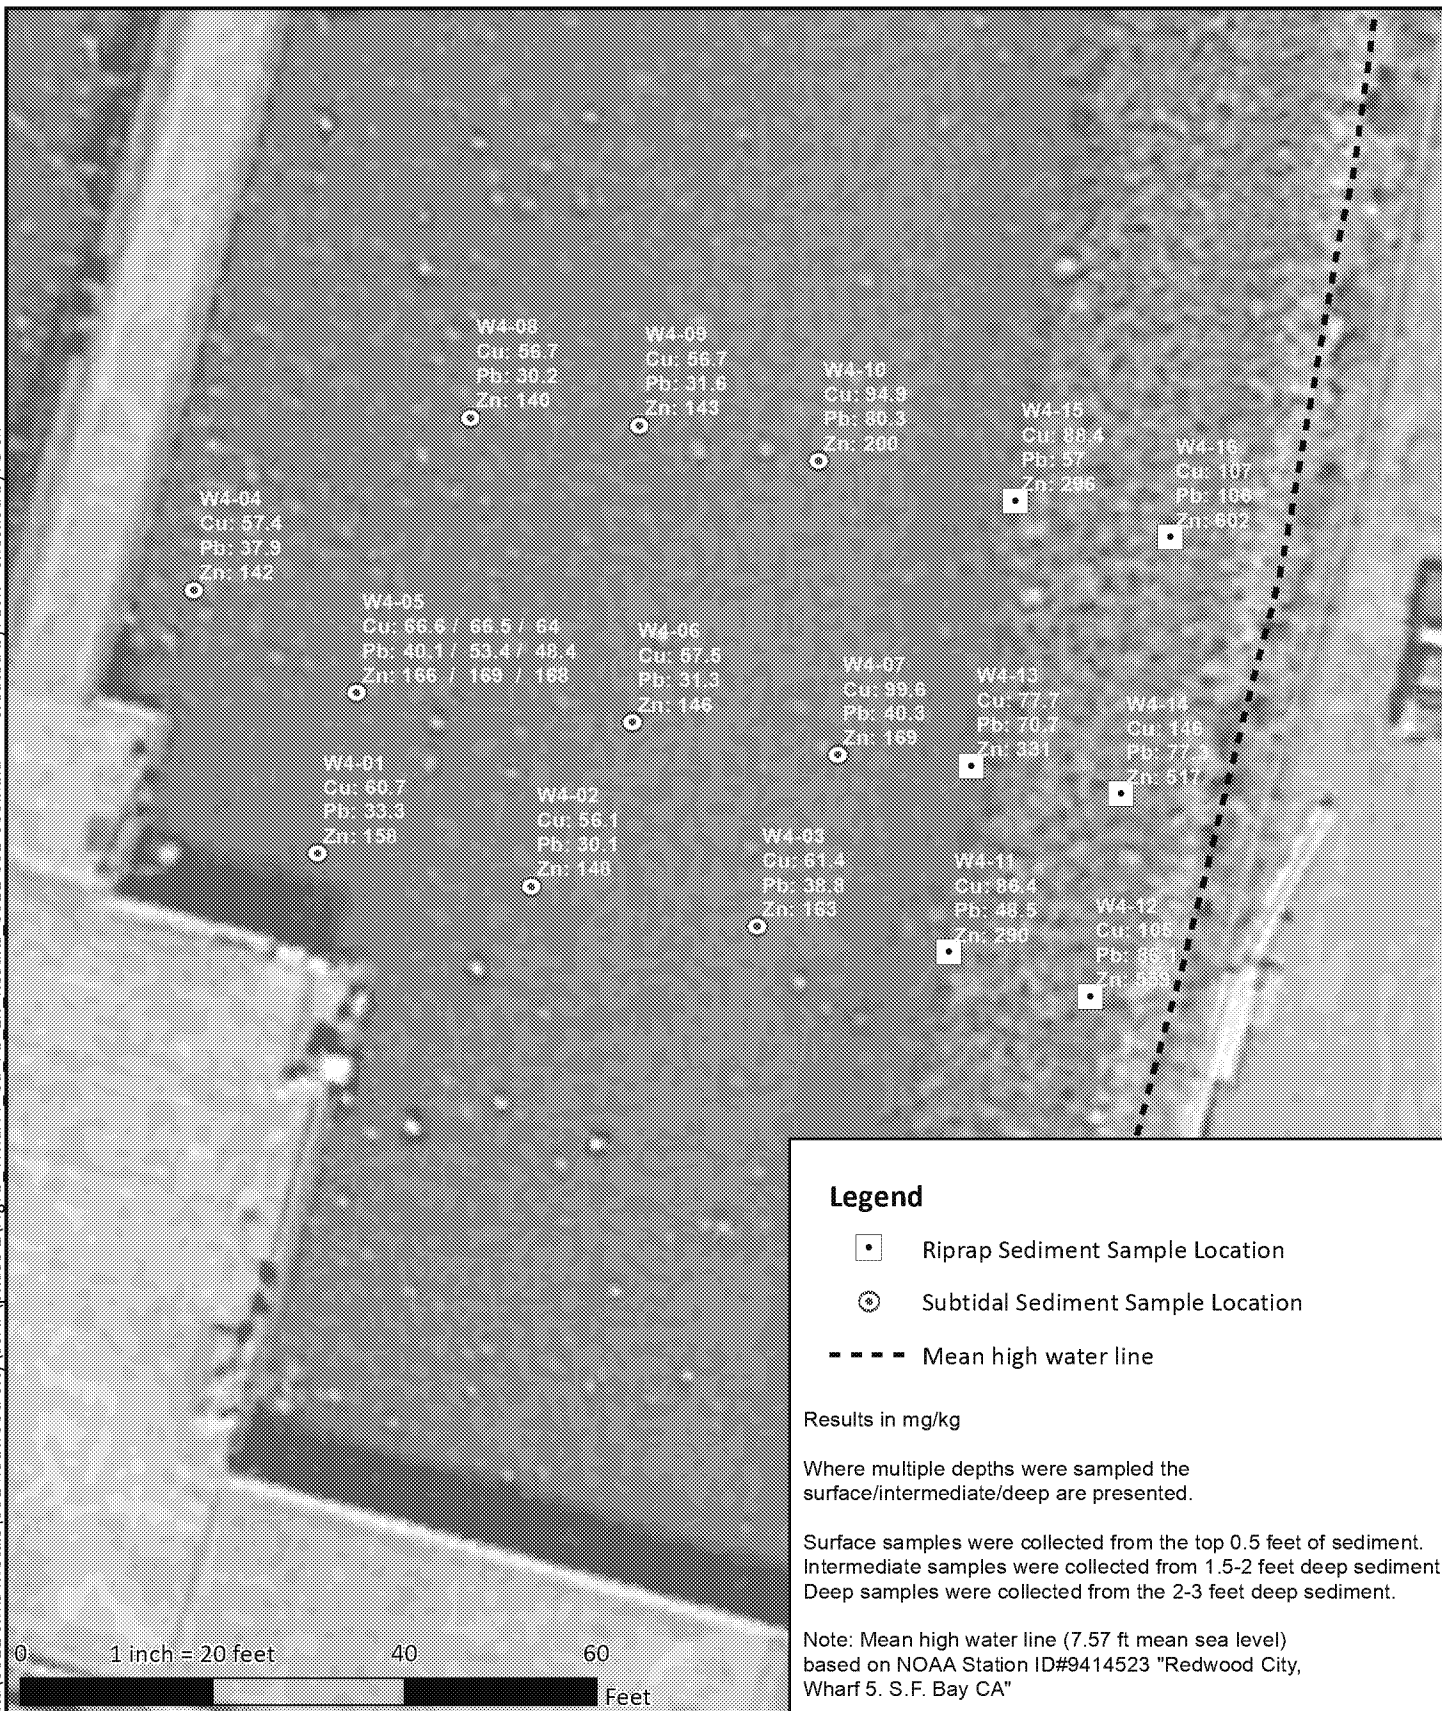 W4-08
Cu: 56.7
Pb: 30.2
Zn: 140
W4-09
Cu: 56.7
Pb: 31.6
Zn: 143
W4-10
Cu: 94.9
Pb: 80.3
Zn: 200
W4-15
Cu: 88.4
Pb: 57
Zn: 296
W4-16
Cu: 107
Pb: 106
Zn: 602
W4-04
Cu: 57.4
Pb: 37.3
Zn: 142
W4-05
Cu: 66.6 / 66.5 / 64
Pb: 40.1 / 53.4 / 48.4
Zn: 166 / 169 / 168
W4-06
Cu: 57.5
Pb: 31.3
Zn: 146
W4-07
Cu: 99.6
Pb: 40.3
Zn: 169
W4-13
Cu: 77.7
Pb: 70.7
Zn: 331
W4-14
Cu: 146
Zn: 517
W4-01
Cu: 60.7
Pb: 33.3
Zn: 158
W4-02
Cu: 56.1
Pb: 30.1
Zn: 148
W4-03
Cu: 61.4
Pb: 38.8
Zn: 163
W4-11
Cu: 86.4
Pb: 48.5
Zn: 290
W4-12
Legend
Riprap Sediment Sample Location
Subtidal Sediment Sample Location
Mean high water line
Results in mg/kg
Where multiple depths were sampled the
surface/intermediate/deep are presented.
Surface samples were collected from the top 0.5 feet of sediment.
Intermediate samples were collected from 1.5-2 feet deep sediment
Deep samples were collected from the 2-3 feet deep sediment.
Note: Mean high water line (7.57 ft mean sea level)
based on NOAA Station ID#9414523 "Redwood City,
Wharf 5. S.F. Bay CA"
0 1 inch = 20 feet 40 60
Feet